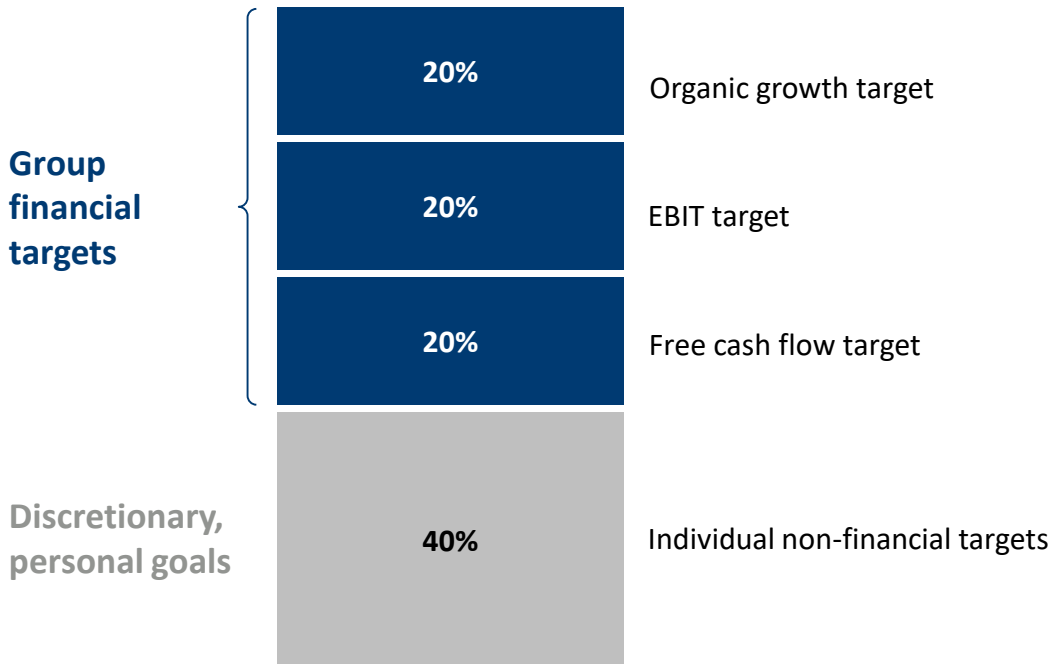 20%
Organic growth target
Group
financial
targets
20%
EBIT target
20%
Free cash flow target
Discretionary,
personal goals
40%
Individual non-financial targets